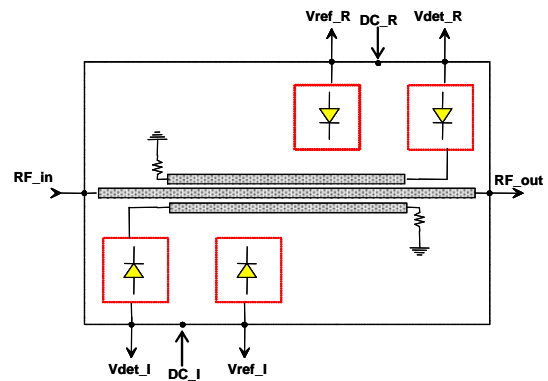 Vref_R
DC_R
Vdet_R
RF_in
RF_out
Vdet_I
DC_I
Vref_I